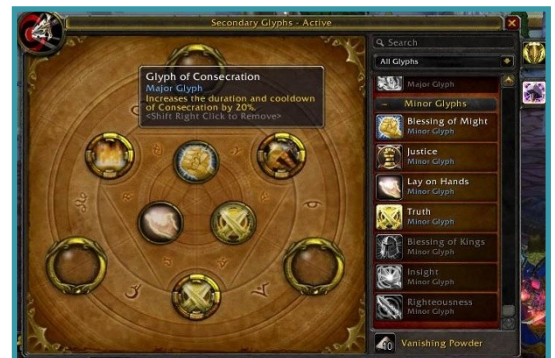 Secondary Glyphs - Active
Search
All Glyphs
Glyph of Consecration
Major Glyph
Increases the duration and cooldown
of Consecration by 20%.
<Shift Right Click to Remove>
Major Glyph
Minor Glyphs
Blessing of Might
Minor Glyph
Justice
Minor Glyph
Lay on Hands
Minor Glyph
Truth
Minor Glyph
Blessing of Kings
Minor Glyph
Insight
Minor Glyph
Righteousness
Minor Glyph
10
Vanishing Powder